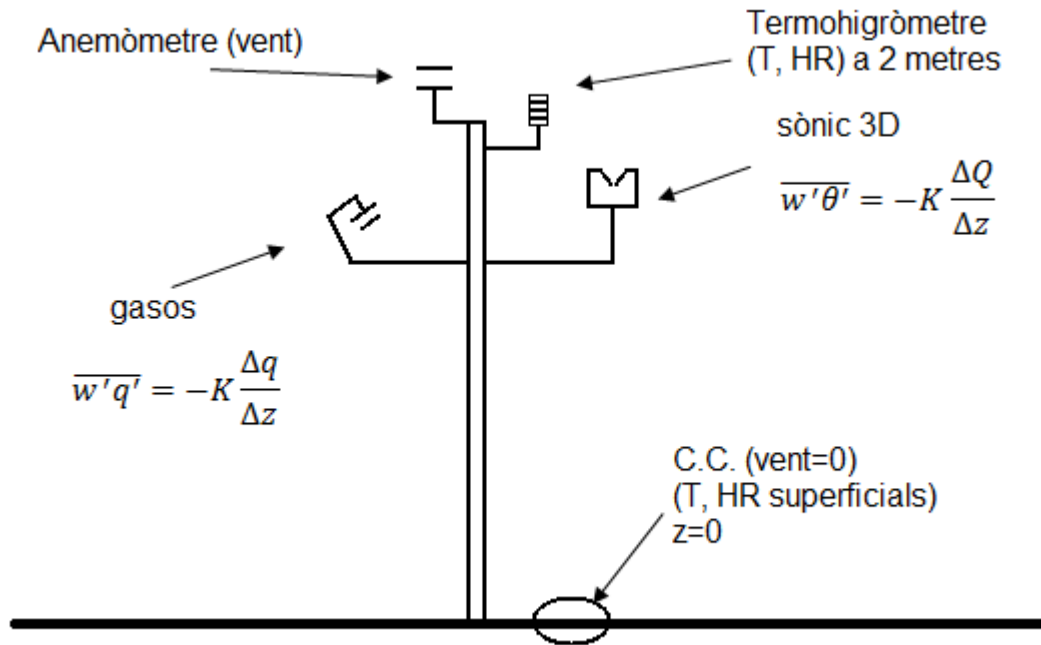 Anemòmetre (vent)
Termohigròmetre
(T, HR) a 2 metres
sònic 3D
$\overline{w'\theta'} = -K \frac{\Delta Q}{\Delta z}$
gasos
$\overline{w'q'} = -K \frac{\Delta q}{\Delta z}$
C.C. (vent=0)
(T, HR superficials)
z=0